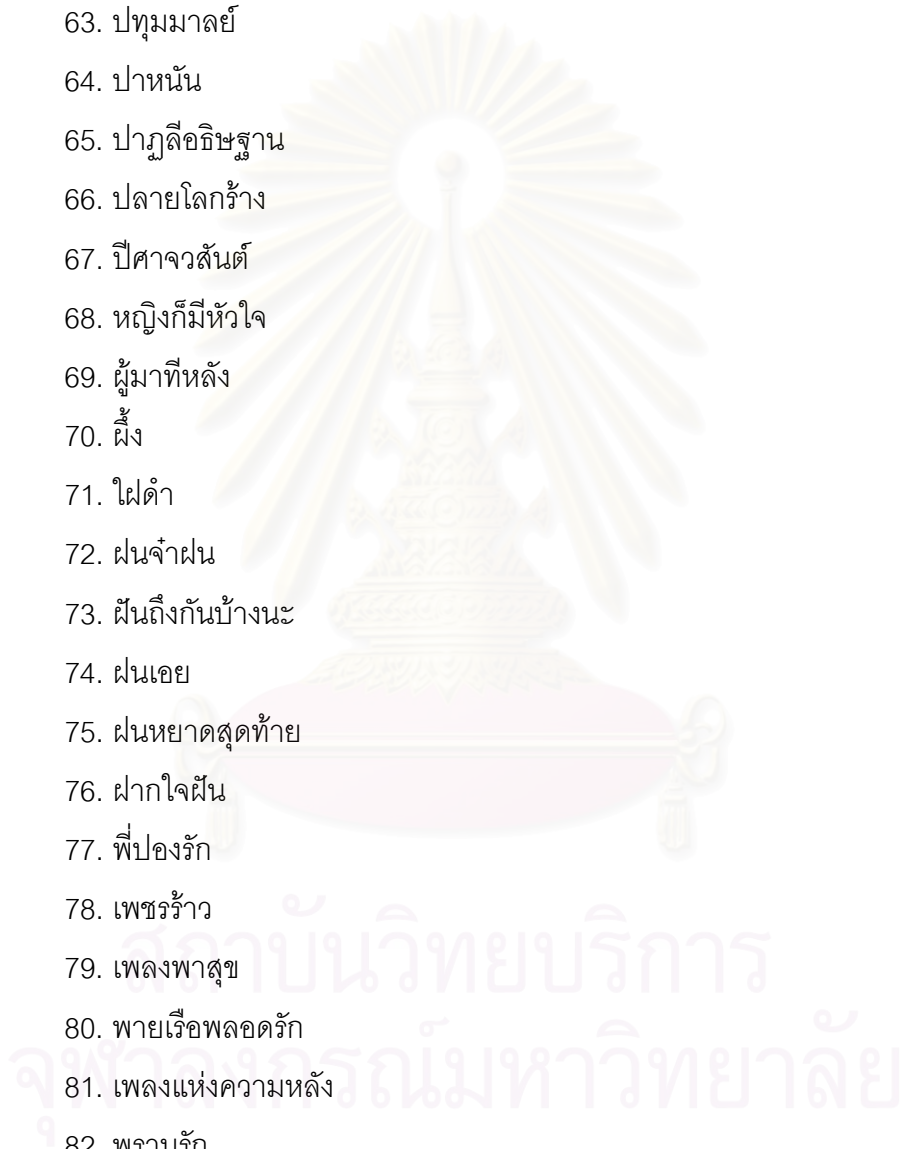 63. ปทุมมาลย์
64. ปาหนัน
65. ปาฏลีอธิษฐาน
66. ปลายโลกร้าง
67. ปีศาจวสันต์
68. หญิงก็มีหัวใจ
69. ผู้มาทีหลัง
70. ผึ้ง
71. ใฝดำ
72. ฝนจ๋าฝน
73. ฝันถึงกันบ้างนะ
74. ฝนเอย
75. ฝนหยาดสุดท้าย
76. ฝากใจฝัน
77. พี่ปองรัก
78. เพชรร้าว
79. เพลงพาสุข
80. พายเรือพลอดรัก
81. เพลงแห่งความหลัง
82. พรานรัก
สถาบันวิทยบริการ
จุฬาลงกรณ์มหาวิทยาลัย